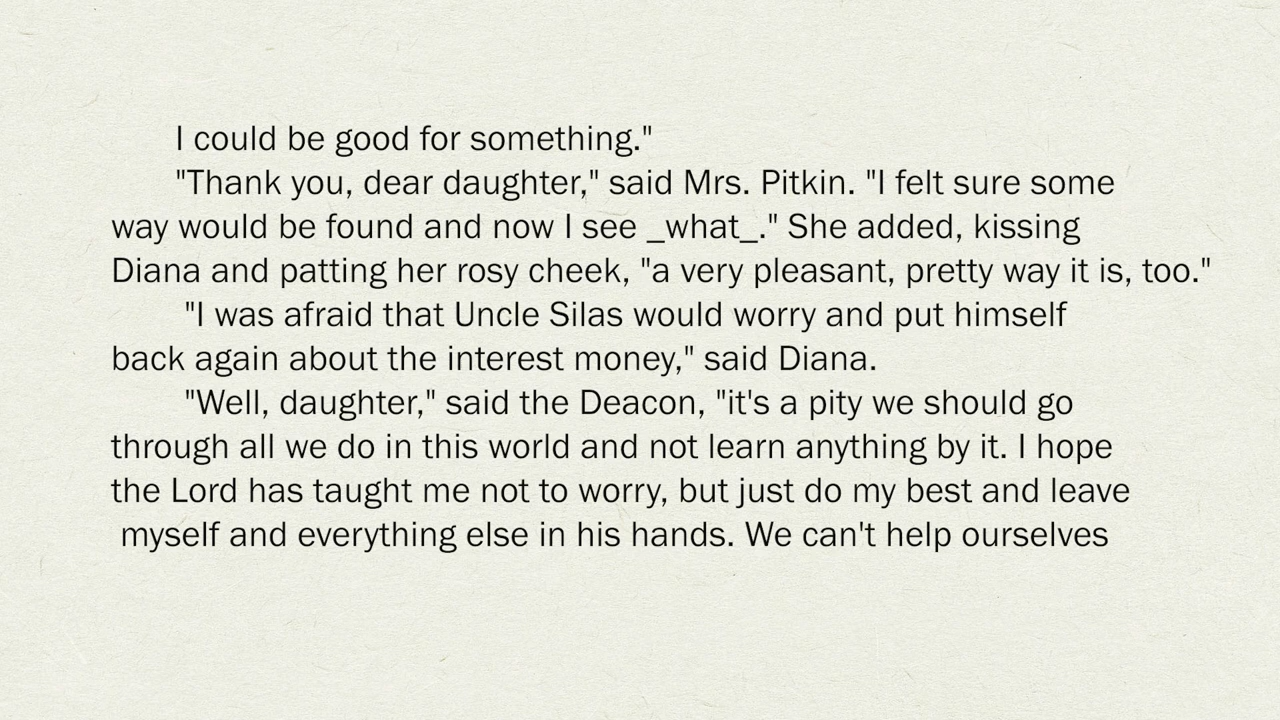 I could be good for something."
"Thank you, dear daughter," said Mrs. Pitkin. "I felt sure some
way would be found and now I see _what_." She added, kissing
Diana and patting her rosy cheek, "a very pleasant, pretty way it is, too."
"I was afraid that Uncle Silas would worry and put himself
back again about the interest money," said Diana.
"Well, daughter," said the Deacon, "it's a pity we should go
through all we do in this world and not learn anything by it. I hope
the Lord has taught me not to worry, but just do my best and leave
myself and everything else in his hands. We can't help ourselves